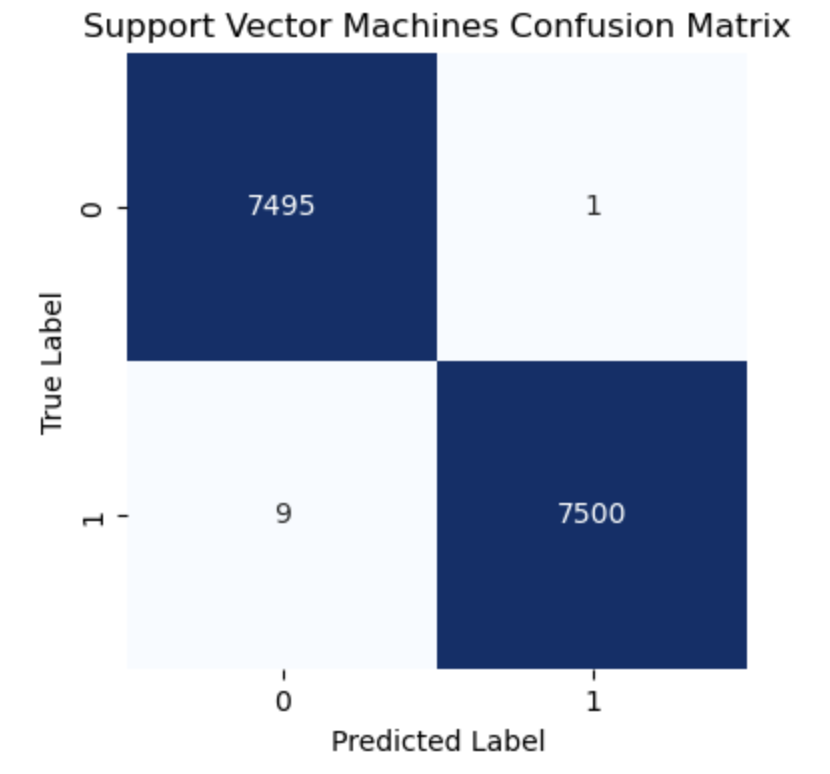 Support Vector Machines Confusion Matrix
7495 1
0
True Label
9 7500
1
0 1
Predicted Label